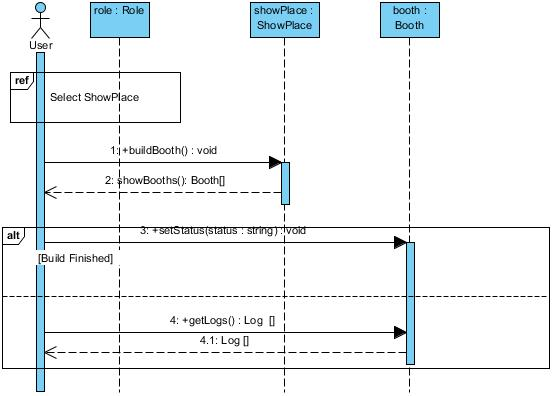 role : Role
showPlace :
ShowPlace
booth :
Booth
User
ref
Select ShowPlace
1: +buildBooth() : void
2: showBooths(): Booth[]
alt
3: +setStatus(status : string) : void
[Build Finished]
4: +getLogs() : Log []
4.1: Log []